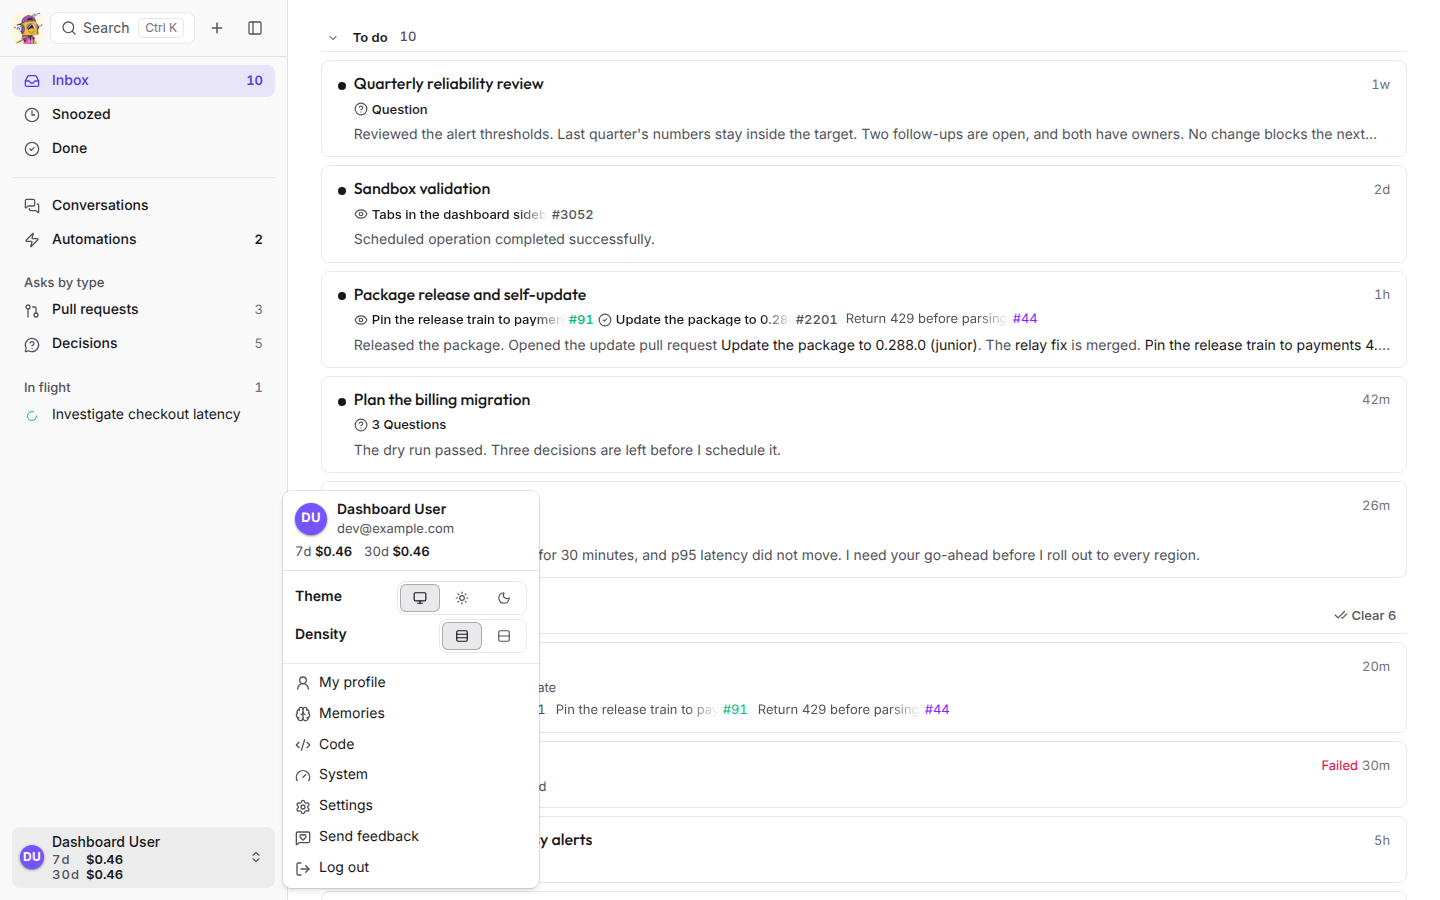 Search Ctrl K
Inbox 10
Snoozed
Done
Conversations
Automations 2
Asks by type
Pull requests 3
Decisions 5
In flight 1
Investigate checkout latency
DU Dashboard User
7d $0.46
30d $0.46
To do 10
Quarterly reliability review 1w
Question
Reviewed the alert thresholds. Last quarter's numbers stay inside the target. Two follow-ups are open, and both have owners. No change blocks the next...
Sandbox validation 2d
Tabs in the dashboard sideb #3052
Scheduled operation completed successfully.
Package release and self-update 1h
Pin the release train to paymen #91 Update the package to 0.28 #2201 Return 429 before parsing #44
Released the package. Opened the update pull request Update the package to 0.288.0 (junior). The relay fix is merged. Pin the release train to payments 4....
Plan the billing migration 42m
3 Questions
The dry run passed. Three decisions are left before I schedule it.
26m
for 30 minutes, and p95 latency did not move. I need your go-ahead before I roll out to every region.
Clear 6
20m
ate
1 Pin the release train to pay #91 Return 429 before parsing #44
Failed 30m
d
y alerts 5h
DU Dashboard User
dev@example.com
7d $0.46 30d $0.46
Theme
Density
My profile
Memories
Code
System
Settings
Send feedback
Log out